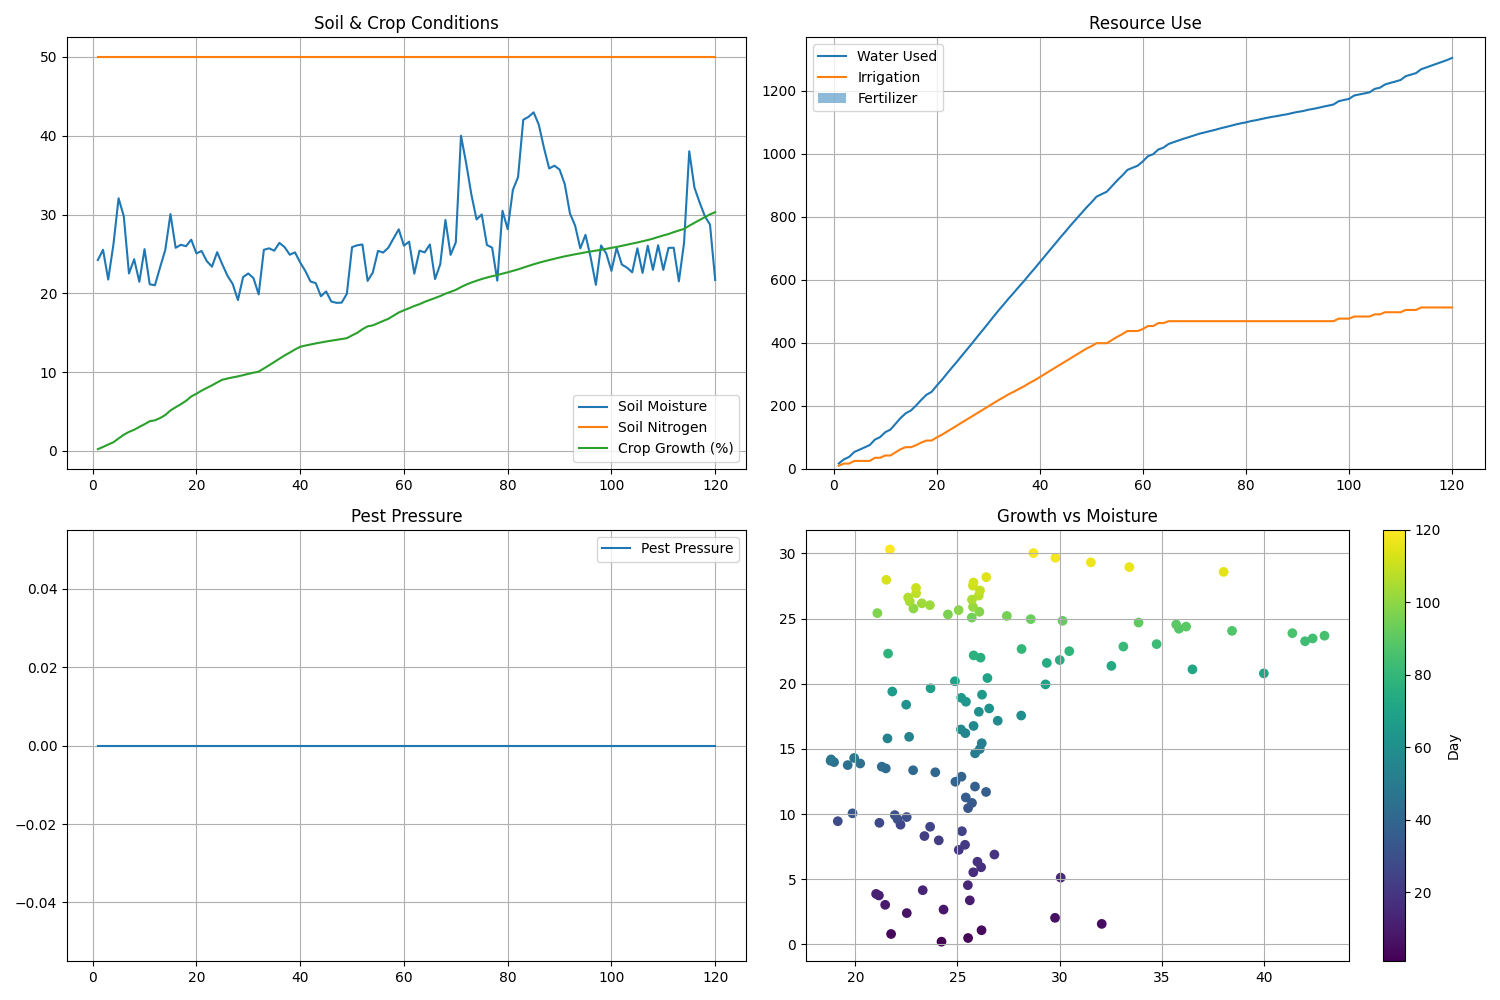 Soil & Crop Conditions
50
40
30
20
10
0
Soil Moisture
Soil Nitrogen
Crop Growth (%)
0 20 40 60 80 100 120
Resource Use
Water Used
Irrigation
Fertilizer
1200
1000
800
600
400
200
0
0 20 40 60 80 100 120
Pest Pressure
Pest Pressure
0.04
0.02
0.00
−0.02
−0.04
0 20 40 60 80 100 120
Growth vs Moisture
30
25
20
15
10
5
0
20 25 30 35 40
120
100
80
60
40
20
Day